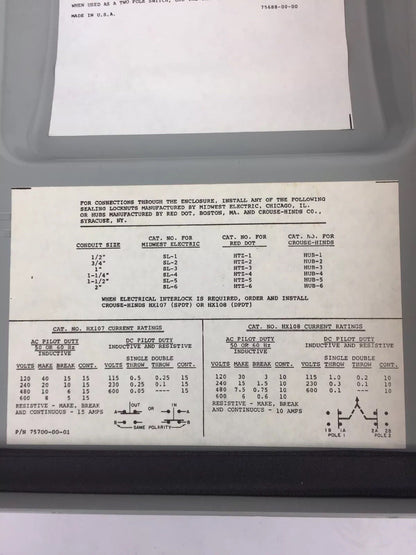 WHEN USED AS A TWO POLE SWITCH, USE THE
75688-00-00
MADE IN U.S.A.
FOR CONNECTIONS THROUGH THE ENCLOSURE, INSTALL ANY OF THE FOLLOWING
SEALING LOCKNUTS MANUFACTURED BY MIDWEST ELECTRIC, CHICAGO, IL.
OR HUBS MANUFACTURED BY RED DOT, BOSTON, MA. AND CROUSE-HINDS CO.,
SYRACUSE, NY.
CAT. NO. FOR CAT. NO. FOR CAT. NO. FOR
CONDUIT SIZE MIDWEST ELECTRIC RED DOT CROUSE-HINDS
1/2" SL-1 HTZ-1 HUB-1
3/4" SL-2 HTZ-2 HUB-2
1" SL-3 HTZ-3 HUB-3
1-1/4" SL-4 HTZ-4 HUB-4
1-1/2" SL-5 HTZ-5 HUB-5
2" SL-6 HTZ-6 HUB-6
WHEN ELECTRICAL INTERLOCK IS REQUIRED, ORDER AND INSTALL
CROUSE-HINDS HX107 (SPDT) OR HX108 (DPDT)
CAT. NO. HX107 CURRENT RATINGS
AC PILOT DUTY DC PILOT DUTY
50 OR 60 Hz INDUCTIVE AND RESISTIVE
INDUCTIVE
SINGLE DOUBLE
VOLTS MAKE BREAK CONT. VOLTS THROW THROW CONT.
120 60 15 15 115 0.5 0.25 15
240 20 10 15 230 0.25 0.1 15
480 12 6 15 600 0.05 ---- 15
600 8 5 15
RESISTIVE - MAKE, BREAK
AND CONTINUOUS - 15 AMPS
OUT OR IN
A A
B B
SAME POLARITY
P/N 75700-00-01
CAT. NO. HX108 CURRENT RATINGS
AC PILOT DUTY DC PILOT DUTY
50 OR 60 Hz INDUCTIVE AND RESISTIVE
INDUCTIVE
SINGLE DOUBLE
VOLTS MAKE BREAK CONT. VOLTS THROW THROW CONT.
120 30 3 10 115 1.0 0.2 10
240 15 1.5 10 230 0.3 0.1 10
480 7.5 0.75 10 600 0.1 --- 10
600 6 0.6 10
RESISTIVE - MAKE, BREAK
AND CONTINUOUS - 10 AMPS
1B 1A 2A 2B
POLE 1 POLE 2